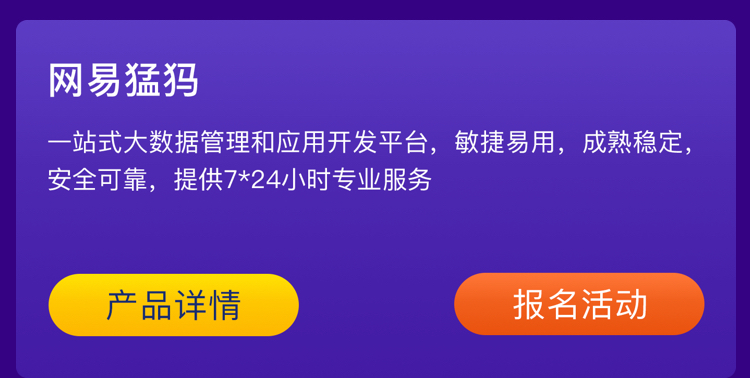 网易猛犸
一站式大数据管理和应用开发平台，敏捷易用，成熟稳定，
安全可靠，提供7*24小时专业服务
产品详情
报名活动